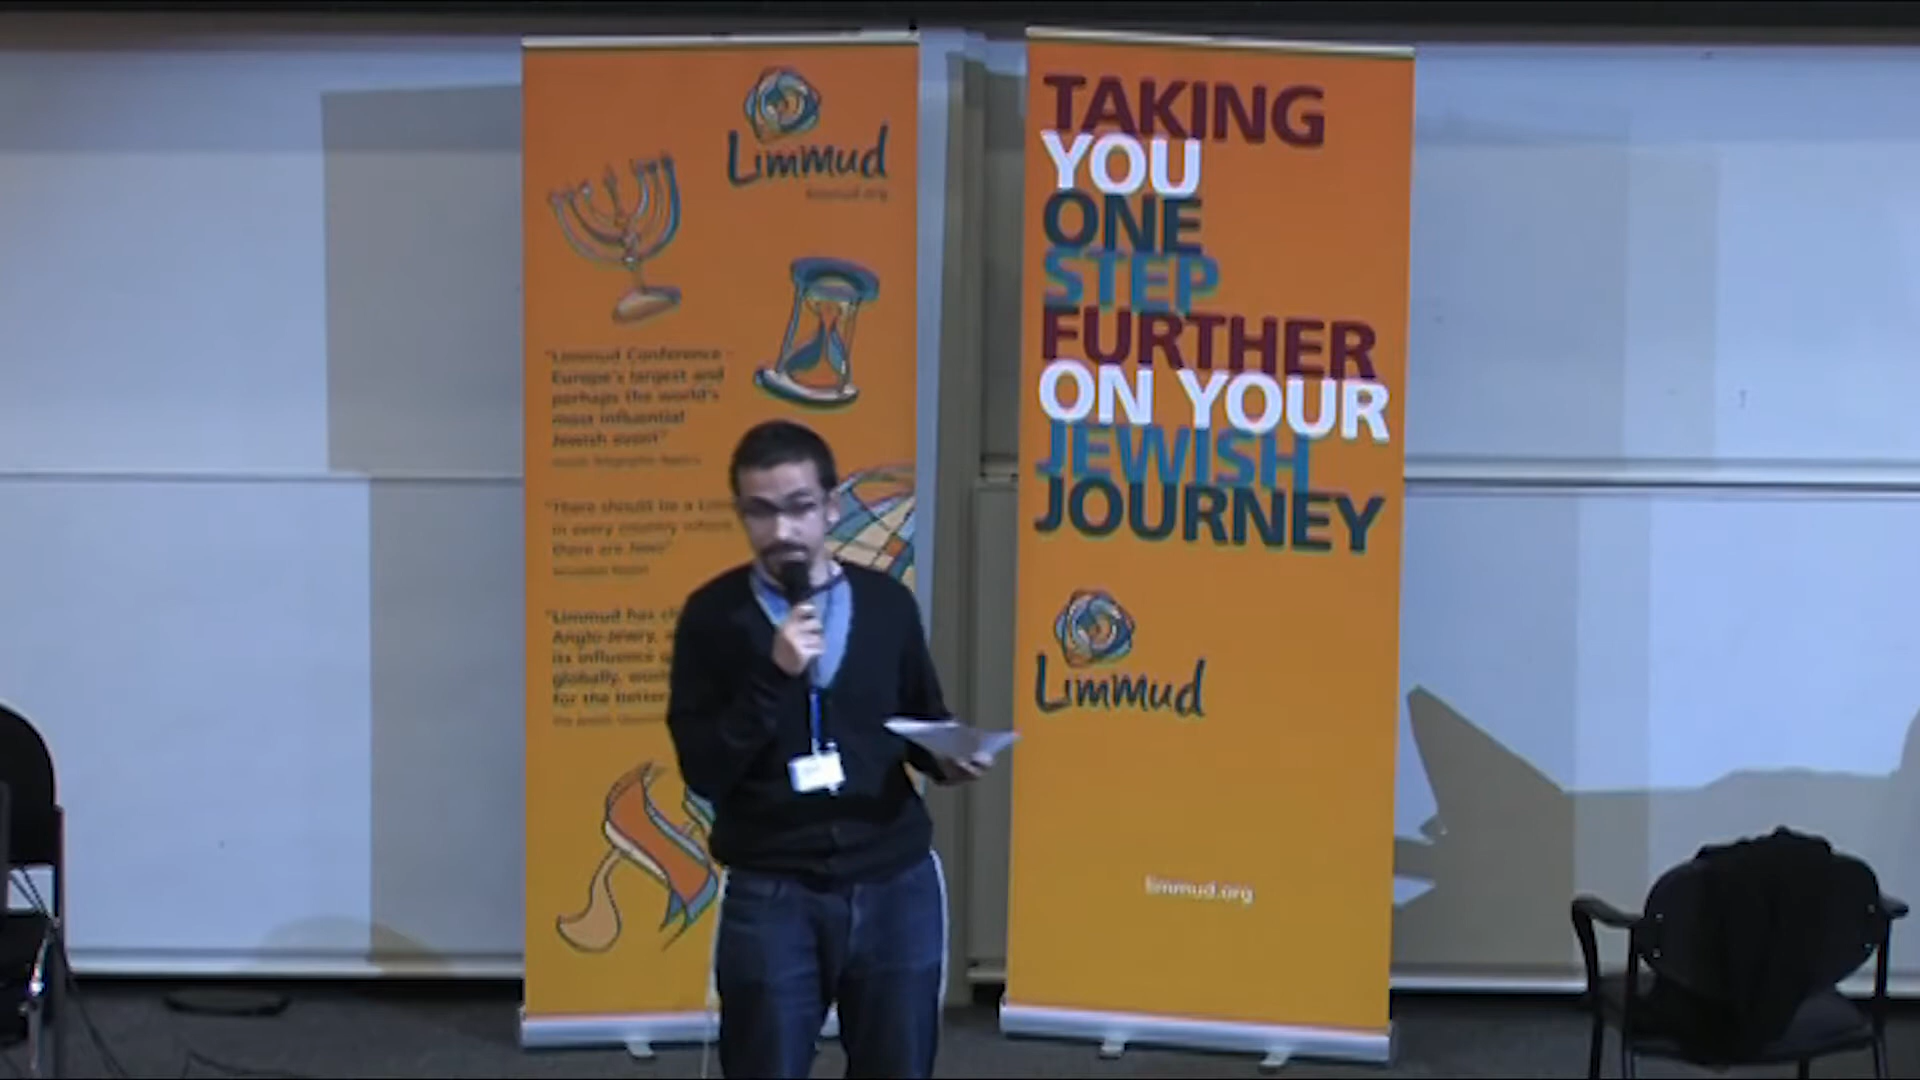 Limmud
limmud.org
"Limmud Conference -
Europe's largest and
perhaps the world's
most influential
Jewish event"
"There should be a
in every country where
there are Jews"
"Limmud has
Anglo-Jewry,
its influence
globally,
for the better
TAKING
YOU
ONE
STEP
FURTHER
ON YOUR
JEWISH
JOURNEY
Limmud
limmud.org